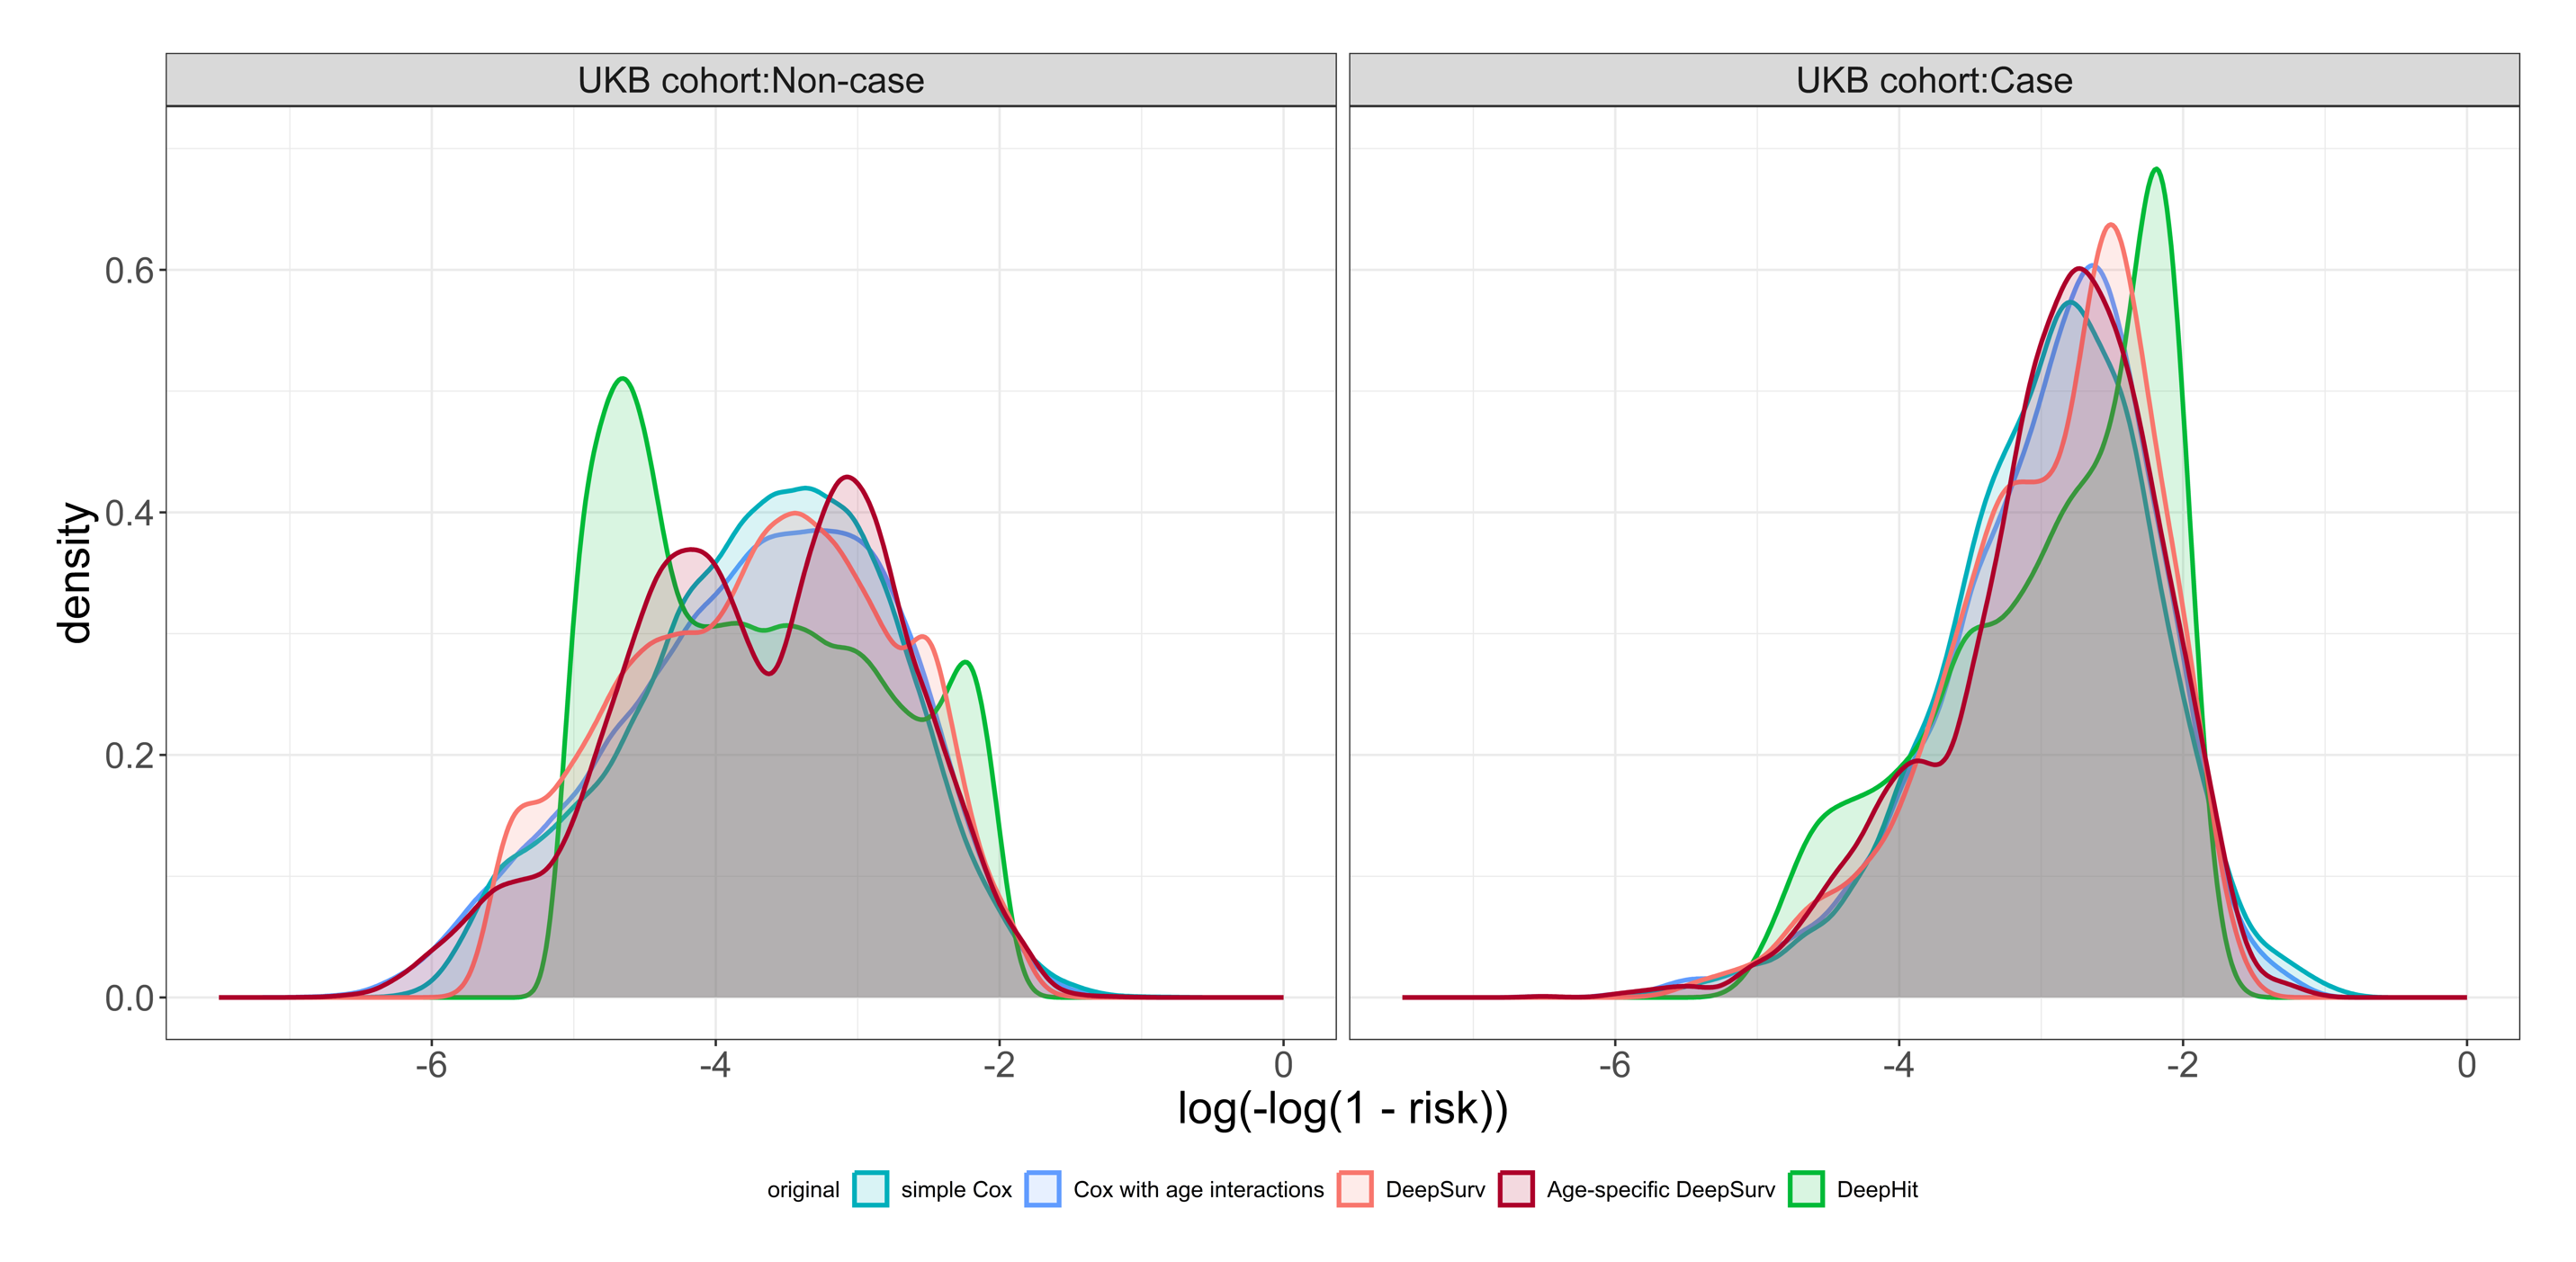 UKB cohort:Non-case
UKB cohort:Case
density
0.6
0.4
0.2
0.0
-6 -4 -2 0
-6 -4 -2 0
log(-log(1 - risk))
original simple Cox Cox with age interactions DeepSurv Age-specific DeepSurv DeepHit